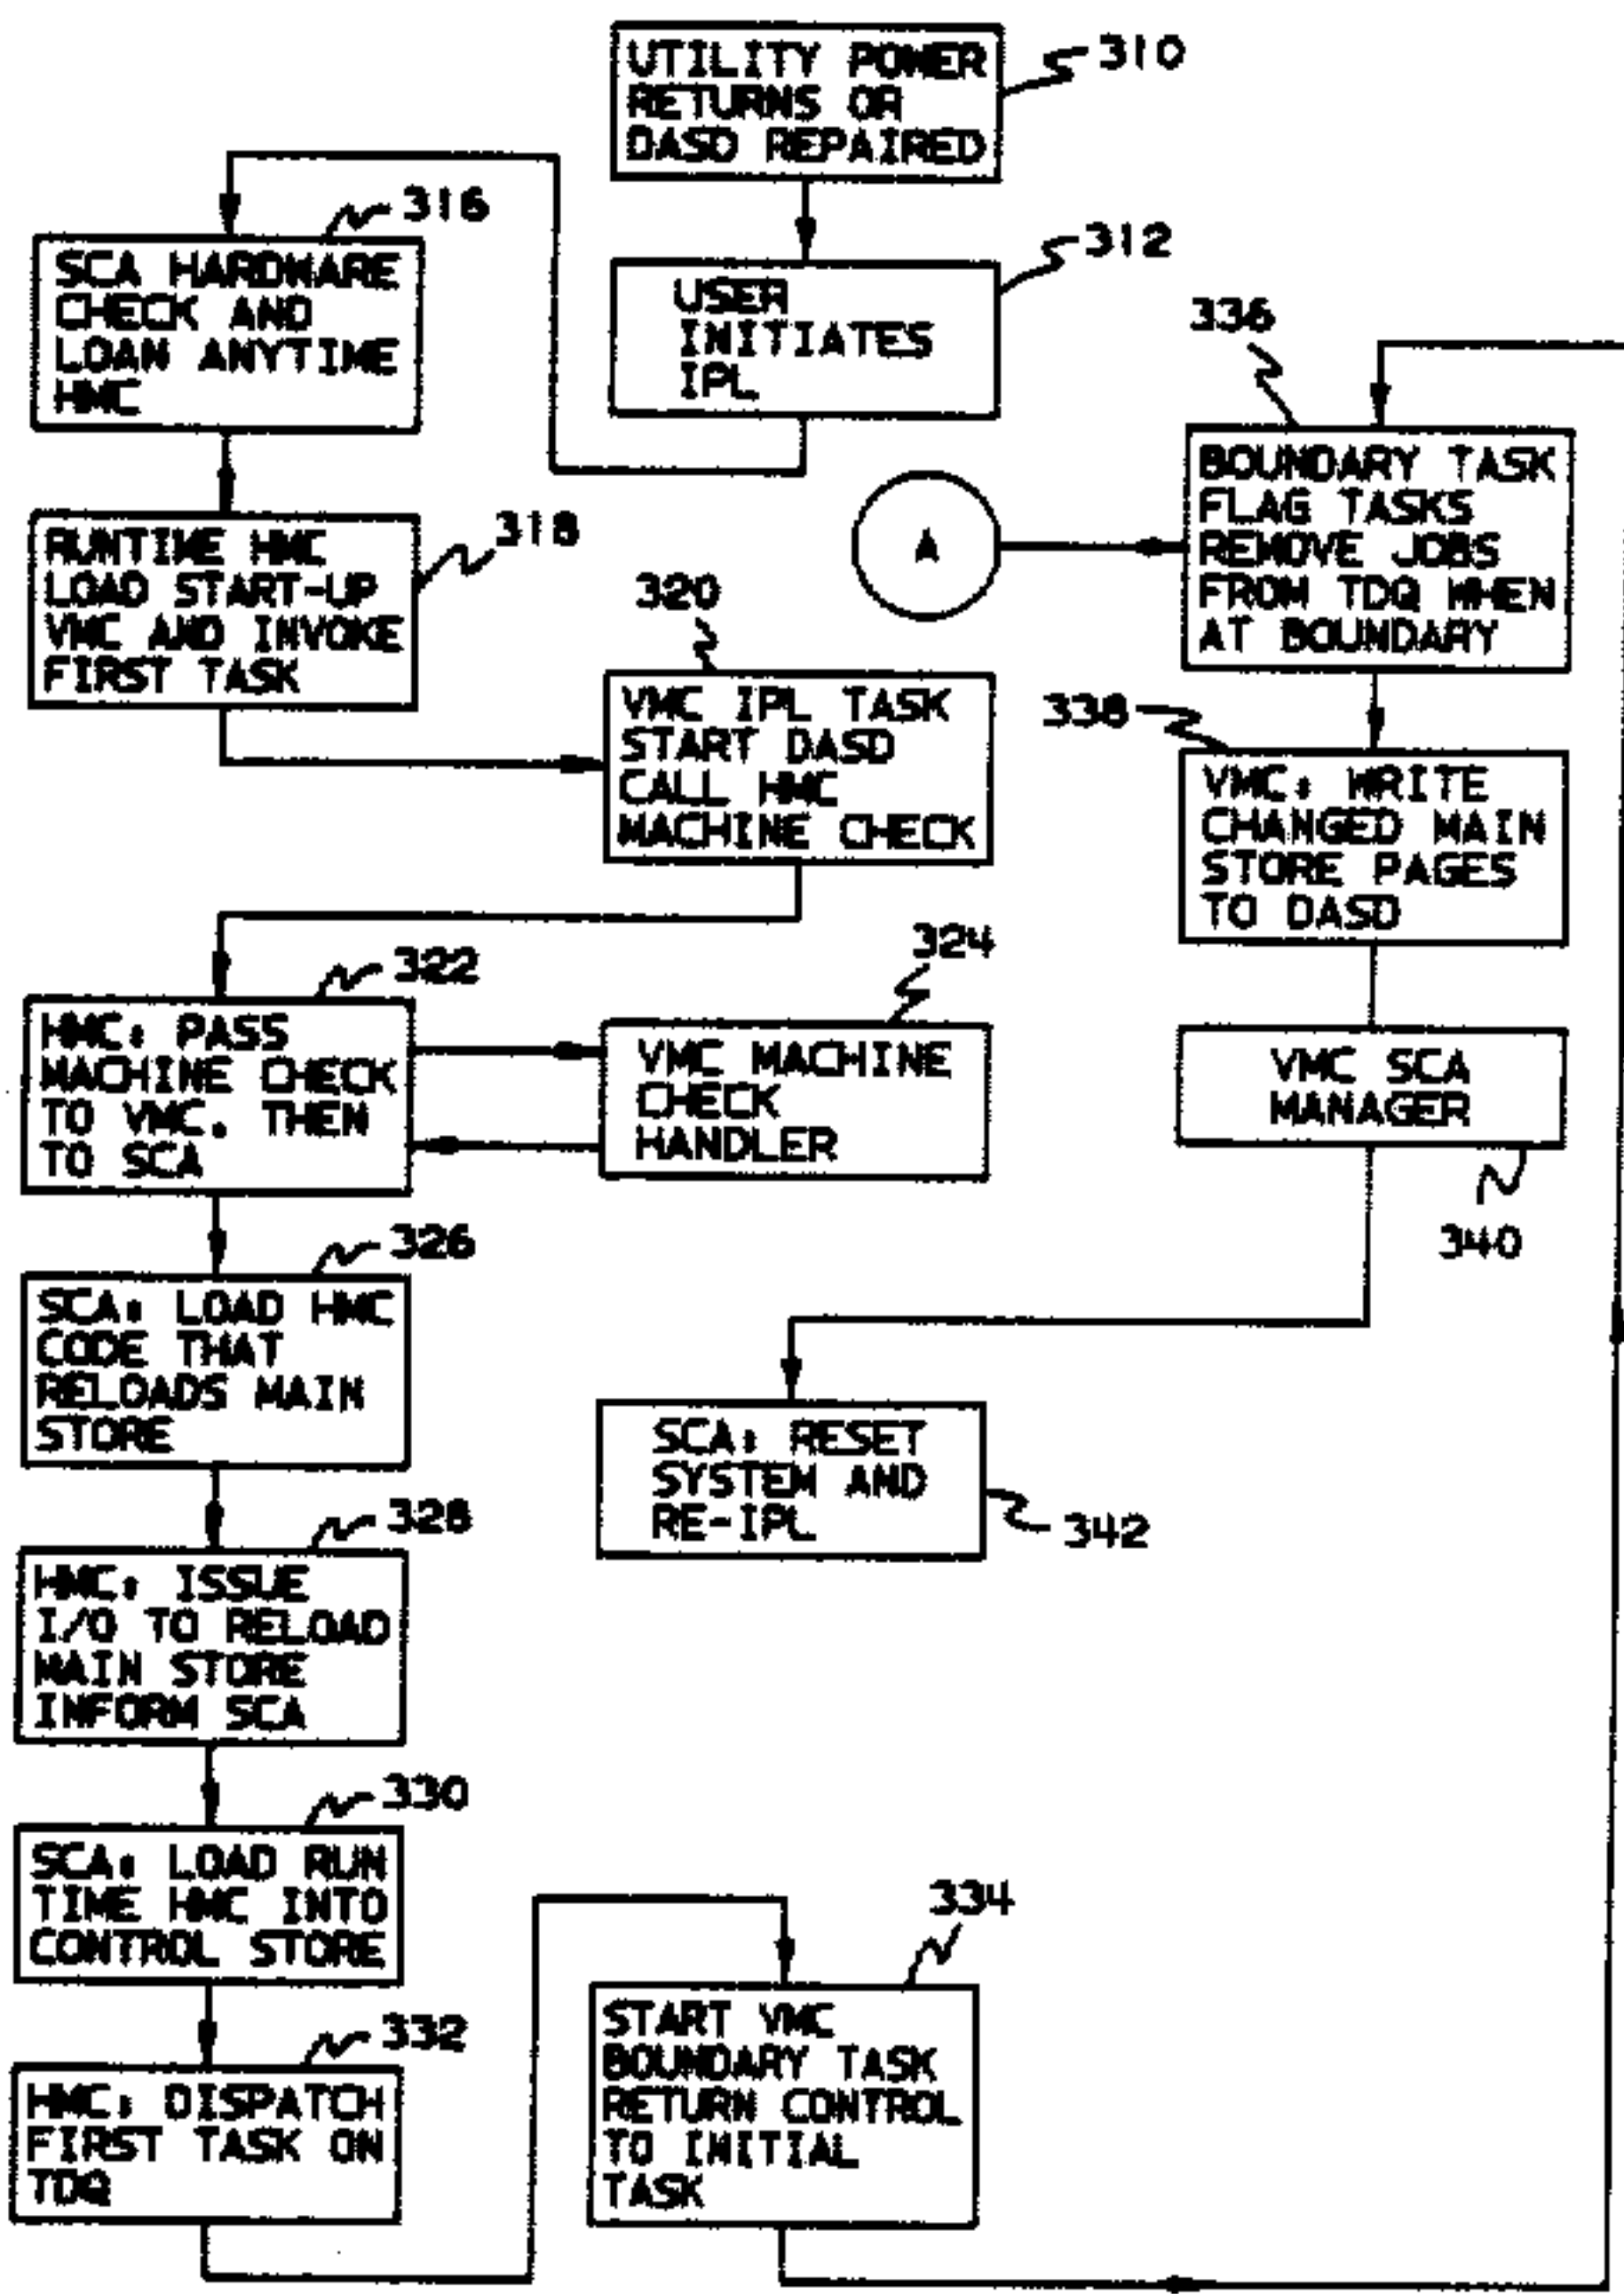 UTILITY POWER
RETURNS OR
DASD REPAIRED
310
USER
INITIATES
IPL
312
316
SCA HARDWARE
CHECK AND
LOAN ANYTIME
HMC
318
RUNTIME HMC
LOAD START-UP
VMC AND INVOKE
FIRST TASK
320
VMC IPL TASK
START DASD
CALL HMC
MACHINE CHECK
322
HMC: PASS
MACHINE CHECK
TO VMC. THEN
TO SCA
324
VMC MACHINE
CHECK
HANDLER
326
SCA: LOAD HMC
CODE THAT
RELOADS MAIN
STORE
328
HMC: ISSUE
I/O TO RELOAD
MAIN STORE
INFORM SCA
330
SCA: LOAD RUN
TIME HMC INTO
CONTROL STORE
332
HMC: DISPATCH
FIRST TASK ON
TDQ
334
START VMC
BOUNDARY TASK
RETURN CONTROL
TO INITIAL
TASK
336
BOUNDARY TASK
FLAG TASKS
REMOVE JOBS
FROM TDQ WHEN
AT BOUNDARY
A
338
VMC: WRITE
CHANGED MAIN
STORE PAGES
TO DASD
VMC SCA
MANAGER
340
SCA: RESET
SYSTEM AND
RE-IPL
342